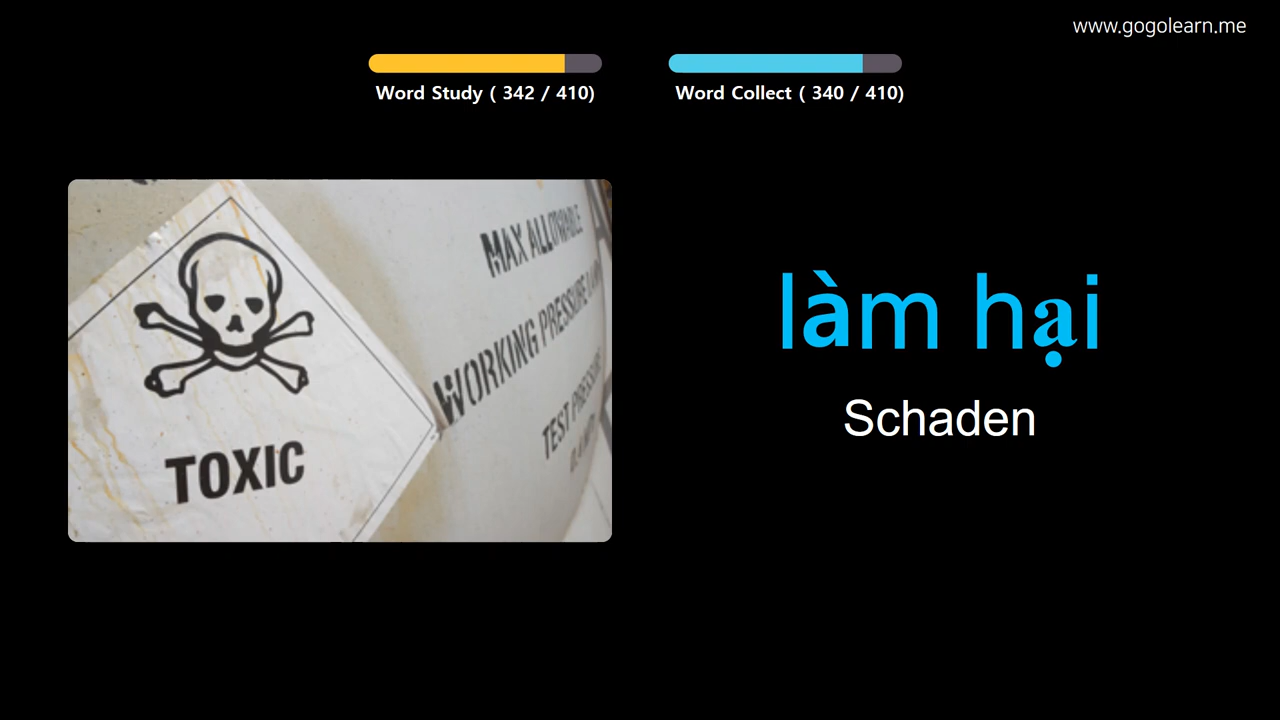 www.gogolearn.me
Word Study ( 342 / 410)
Word Collect ( 340 / 410)
TOXIC
MAX ALLOWABLE
WORKING PRESSURE
TEST PRESSURE
làm hại
Schaden